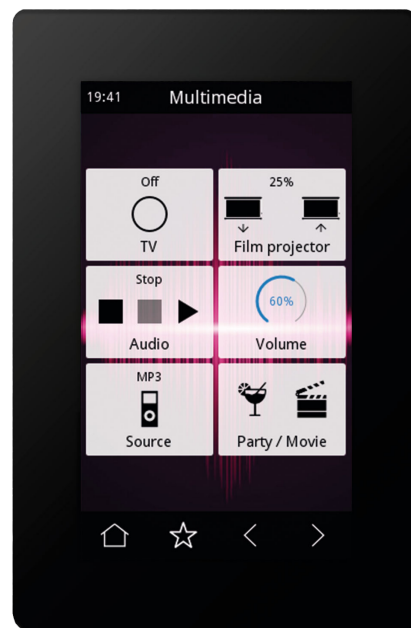 19:41 Multimedia
Off
TV
25%
Film projector
Stop
Audio
60%
Volume
MP3
Source
Party / Movie